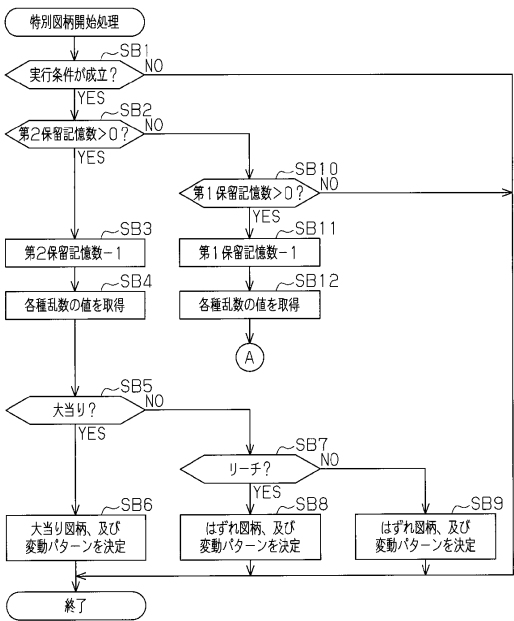 特別図柄開始処理
SB1
実行条件が成立?
NO
YES
SB2
第2保留記憶数>0?
NO
YES
SB10
第1保留記憶数>0?
NO
YES
SB3
第2保留記憶数-1
SB11
第1保留記憶数-1
SB4
各種乱数の値を取得
SB12
各種乱数の値を取得
A
SB5
大当り?
NO
YES
SB7
リーチ?
NO
YES
SB6
大当り図柄、及び
変動パターンを決定
SB8
はずれ図柄、及び
変動パターンを決定
SB9
はずれ図柄、及び
変動パターンを決定
終了